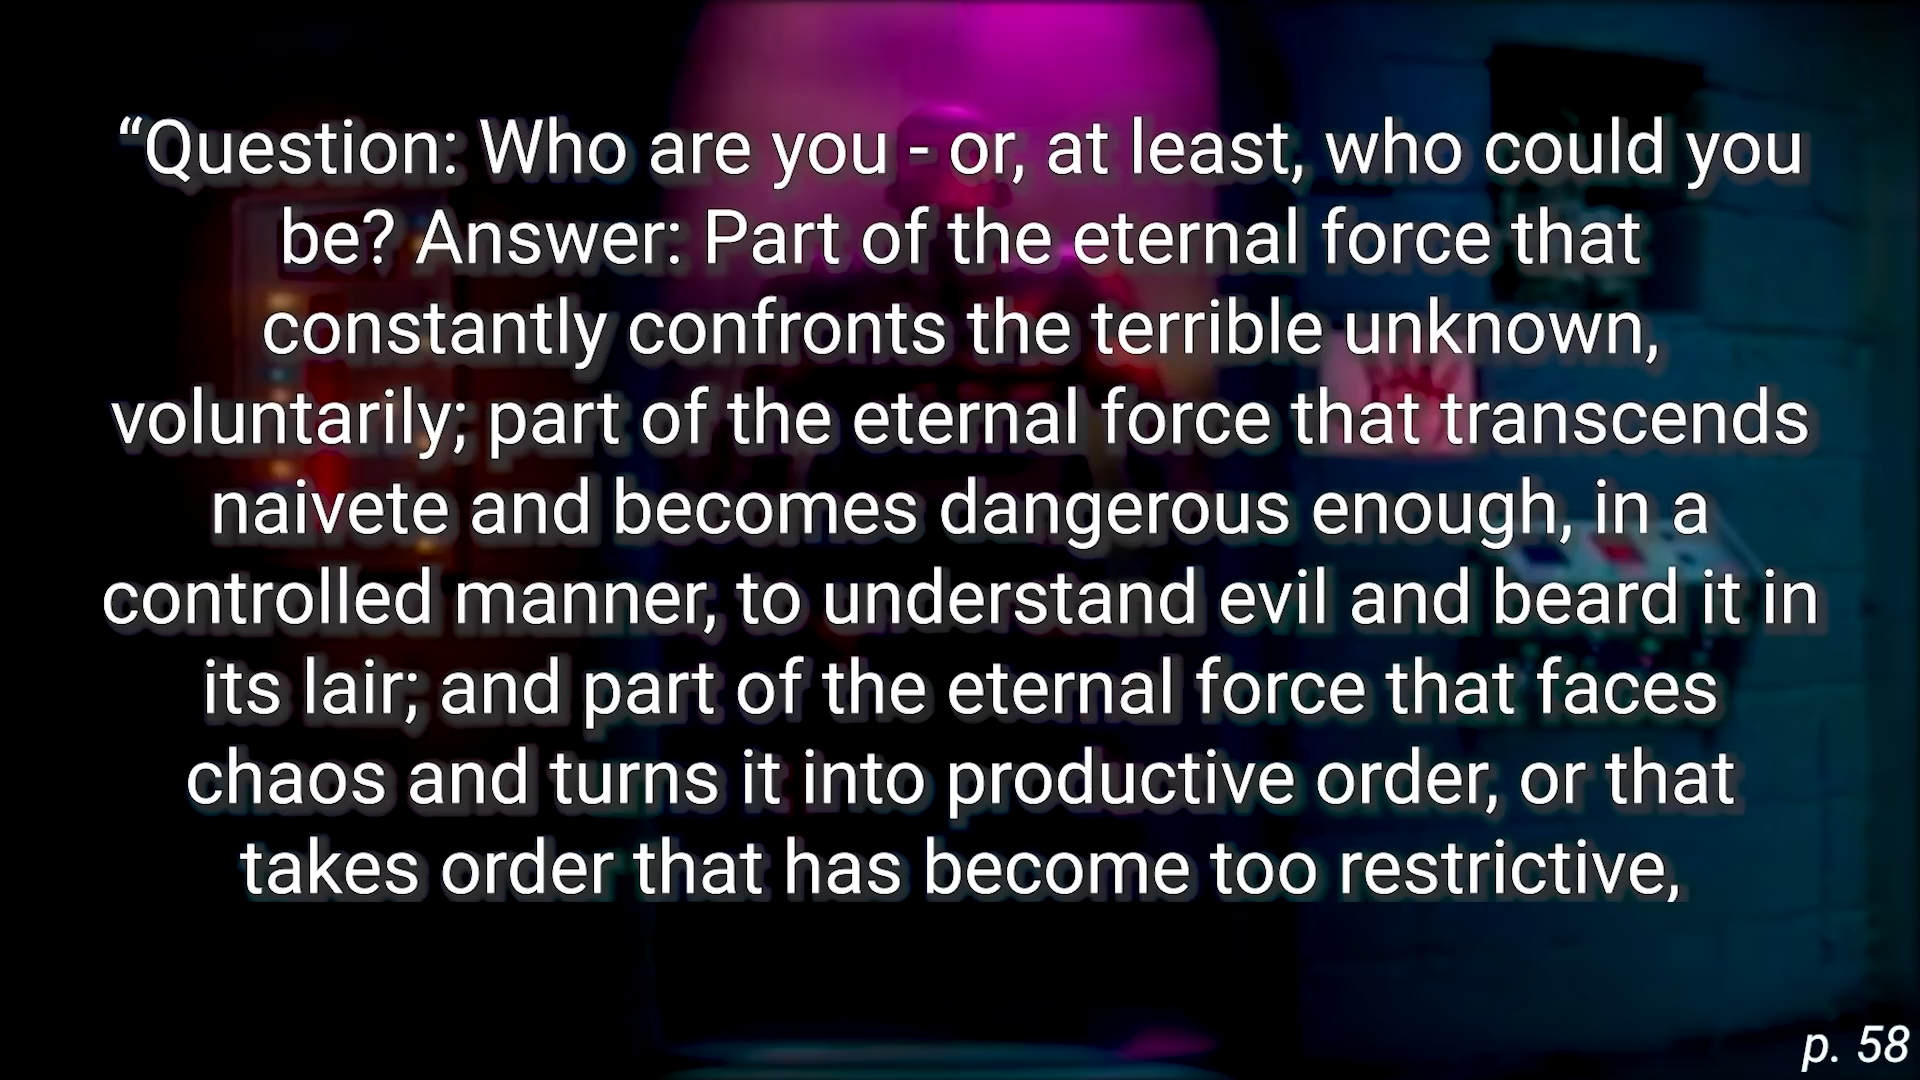 “Question: Who are you - or, at least, who could you
be? Answer: Part of the eternal force that
constantly confronts the terrible unknown,
voluntarily; part of the eternal force that transcends
naivete and becomes dangerous enough, in a
controlled manner, to understand evil and beard it in
its lair; and part of the eternal force that faces
chaos and turns it into productive order, or that
takes order that has become too restrictive,
p. 58